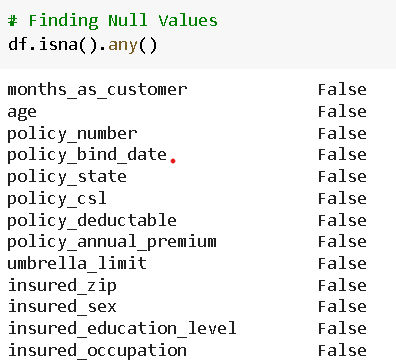 # Finding Null Values
df.isna().any()
months_as_customer False
age False
policy_number False
policy_bind_date False
policy_state False
policy_csl False
policy_deductable False
policy_annual_premium False
umbrella_limit False
insured_zip False
insured_sex False
insured_education_level False
insured_occupation False